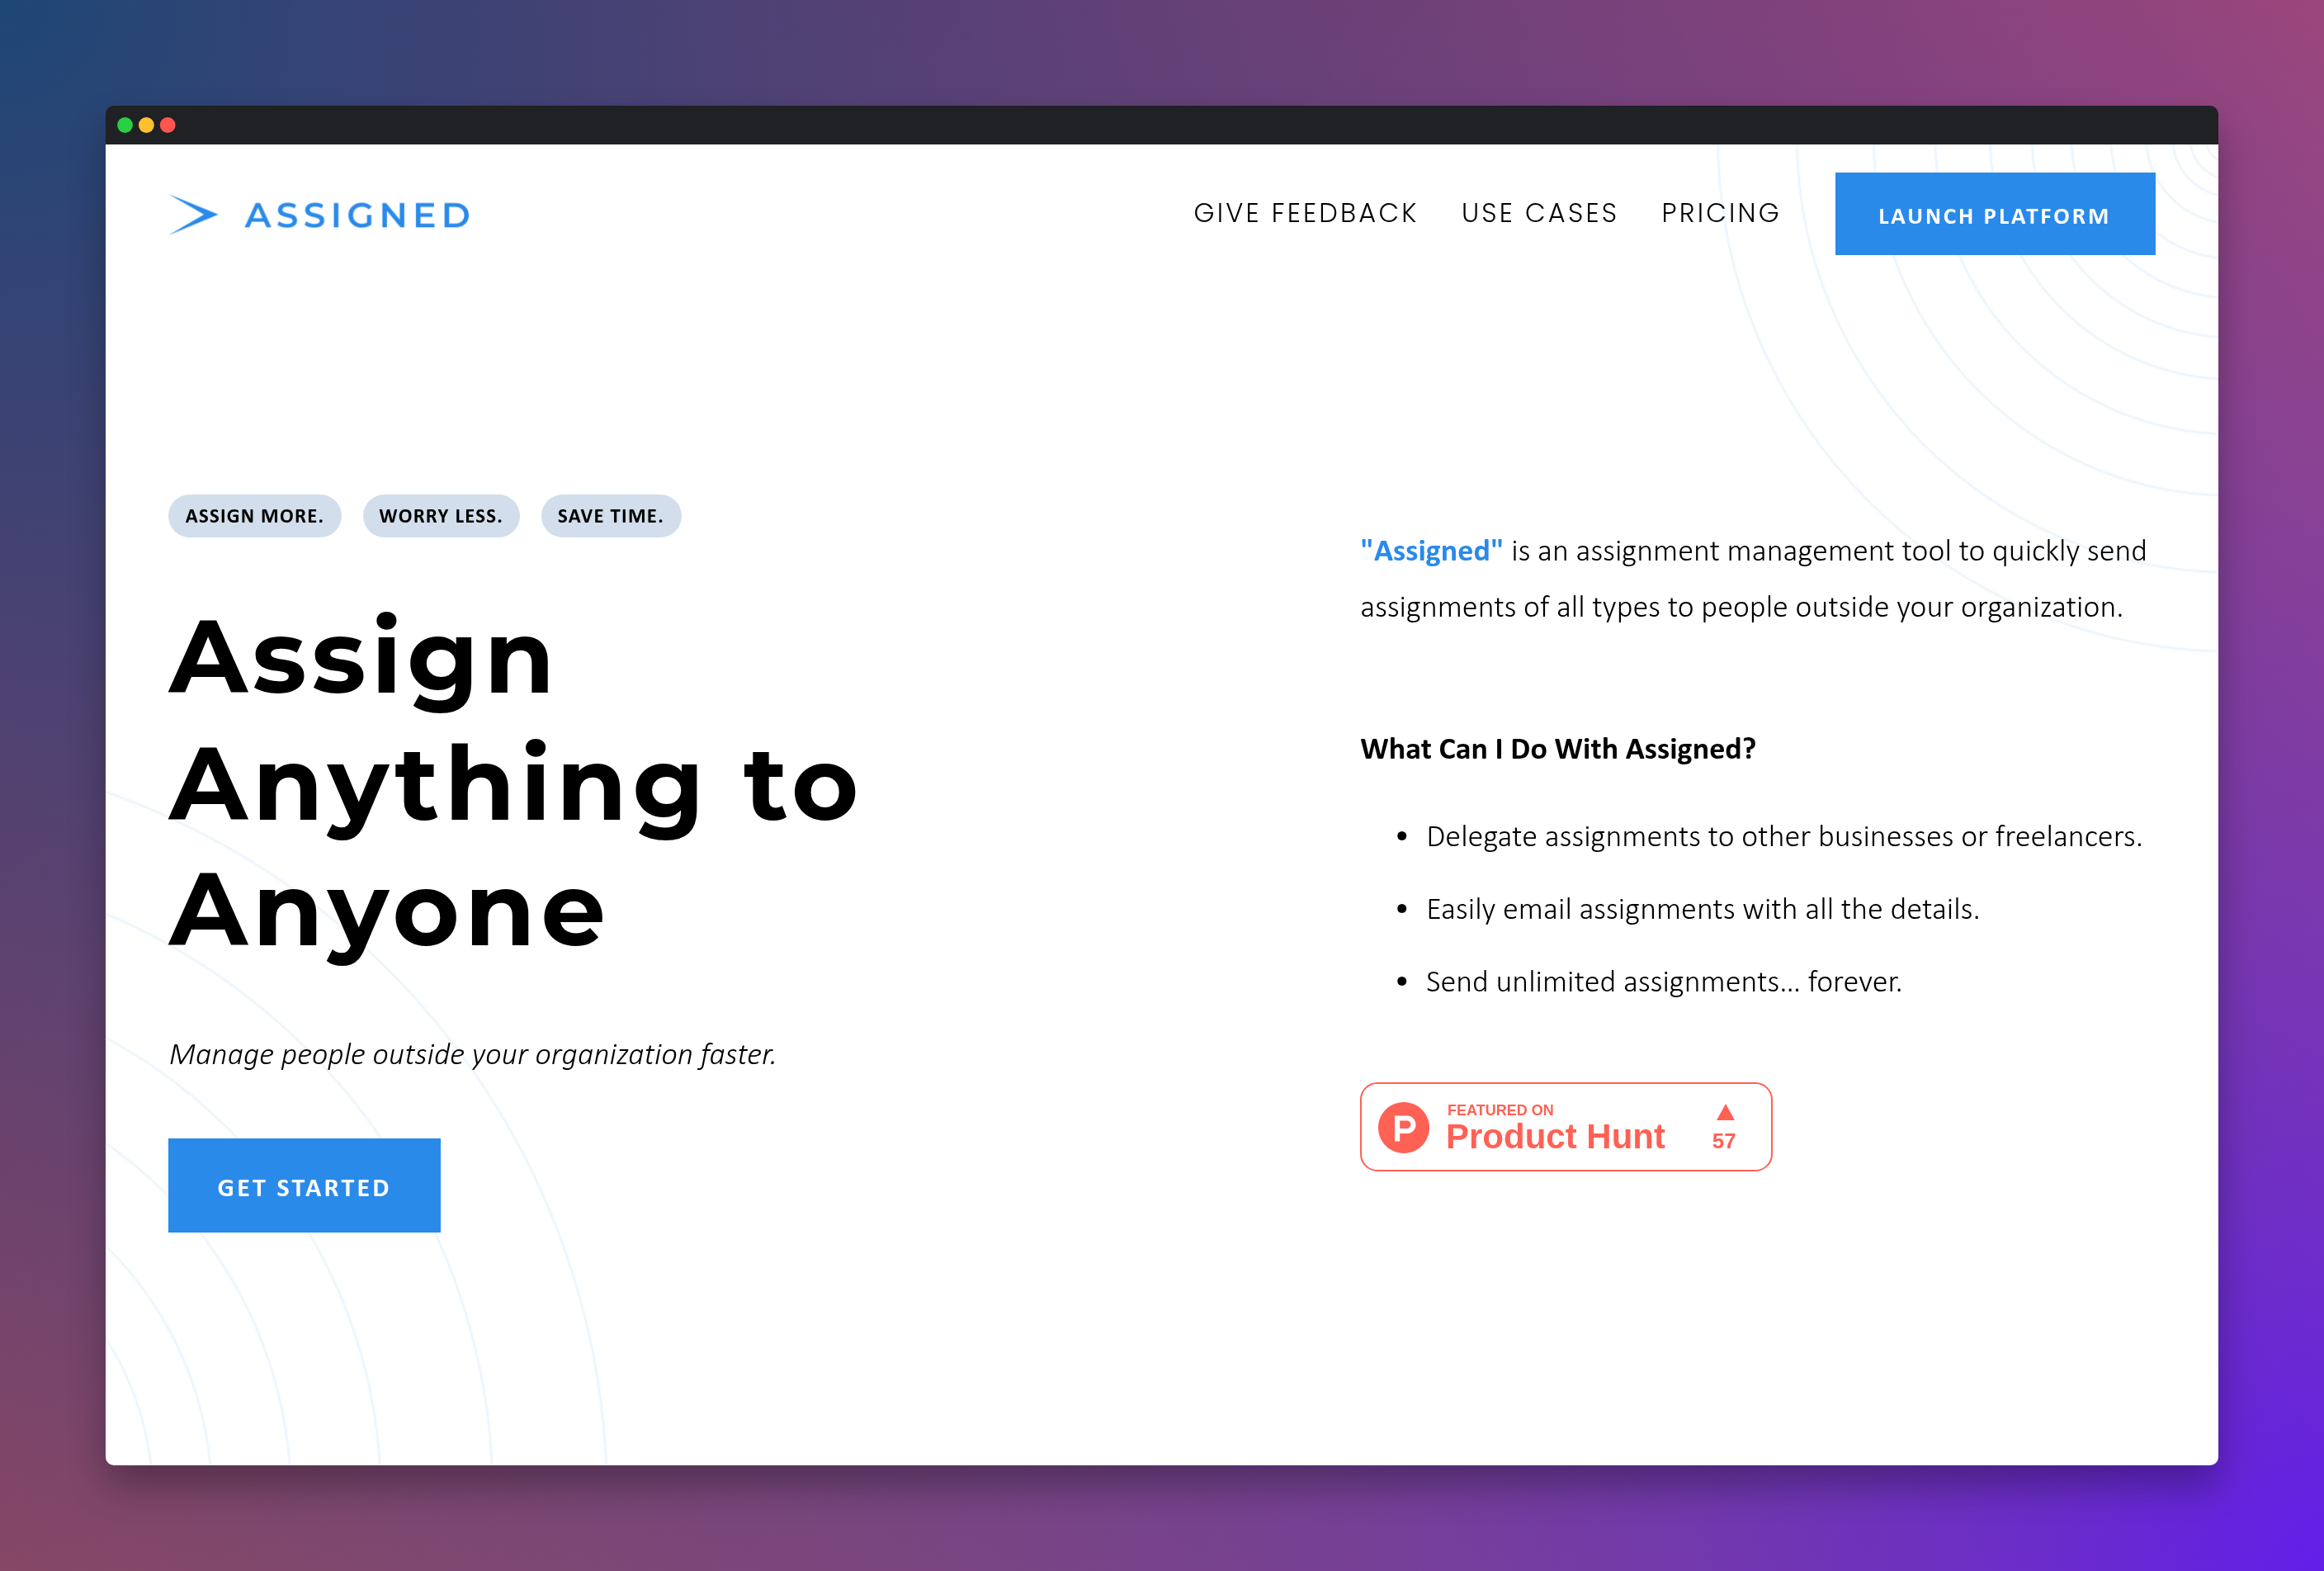 ASSIGNED
GIVE FEEDBACK
USE CASES
PRICING
LAUNCH PLATFORM
ASSIGN MORE.
WORRY LESS.
SAVE TIME.
Assign
Anything to
Anyone
Manage people outside your organization faster.
GET STARTED
"Assigned" is an assignment management tool to quickly send
assignments of all types to people outside your organization.
What Can I Do With Assigned?
• Delegate assignments to other businesses or freelancers.
• Easily email assignments with all the details.
• Send unlimited assignments... forever.
P
FEATURED ON
Product Hunt
▲
57